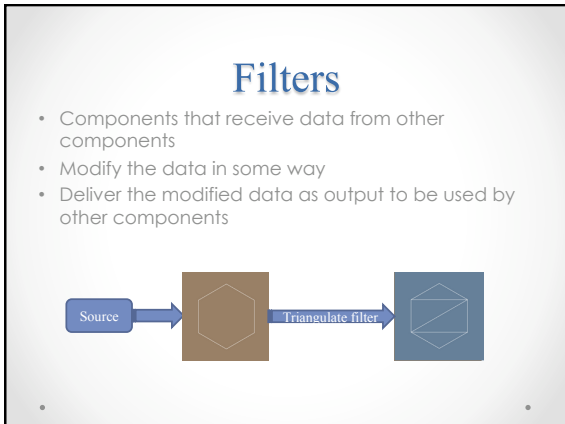 Filters
• Components that receive data from other
components
• Modify the data in some way
• Deliver the modified data as output to be used by
other components
Source
Triangulate filter